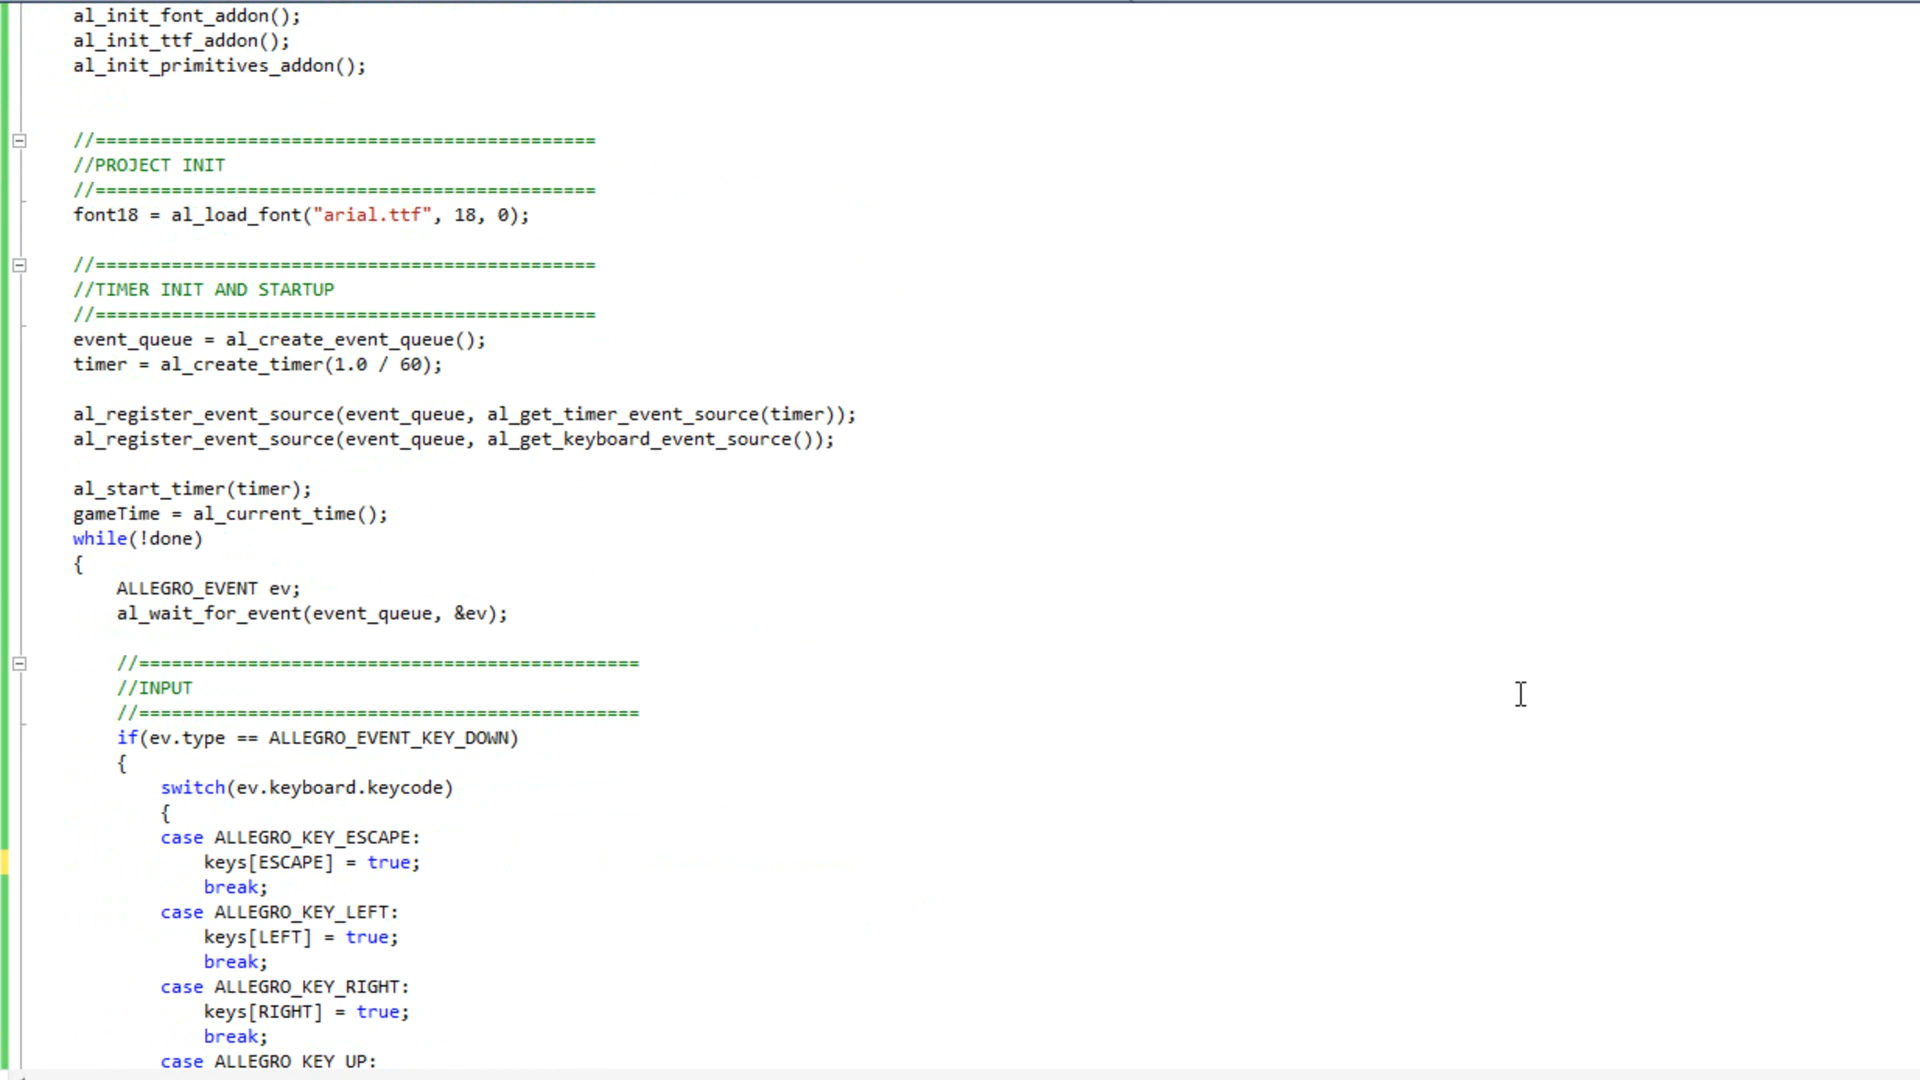 al_init_font_addon();
al_init_ttf_addon();
al_init_primitives_addon();
//==============================================
//PROJECT INIT
//==============================================
font18 = al_load_font("arial.ttf", 18, 0);
//==============================================
//TIMER INIT AND STARTUP
//==============================================
event_queue = al_create_event_queue();
timer = al_create_timer(1.0 / 60);
al_register_event_source(event_queue, al_get_timer_event_source(timer));
al_register_event_source(event_queue, al_get_keyboard_event_source());
al_start_timer(timer);
gameTime = al_current_time();
while(!done)
{
ALLEGRO_EVENT ev;
al_wait_for_event(event_queue, &ev);
//==============================================
//INPUT
//==============================================
if(ev.type == ALLEGRO_EVENT_KEY_DOWN)
{
switch(ev.keyboard.keycode)
{
case ALLEGRO_KEY_ESCAPE:
keys[ESCAPE] = true;
break;
case ALLEGRO_KEY_LEFT:
keys[LEFT] = true;
break;
case ALLEGRO_KEY_RIGHT:
keys[RIGHT] = true;
break;
case ALLEGRO_KEY_UP: